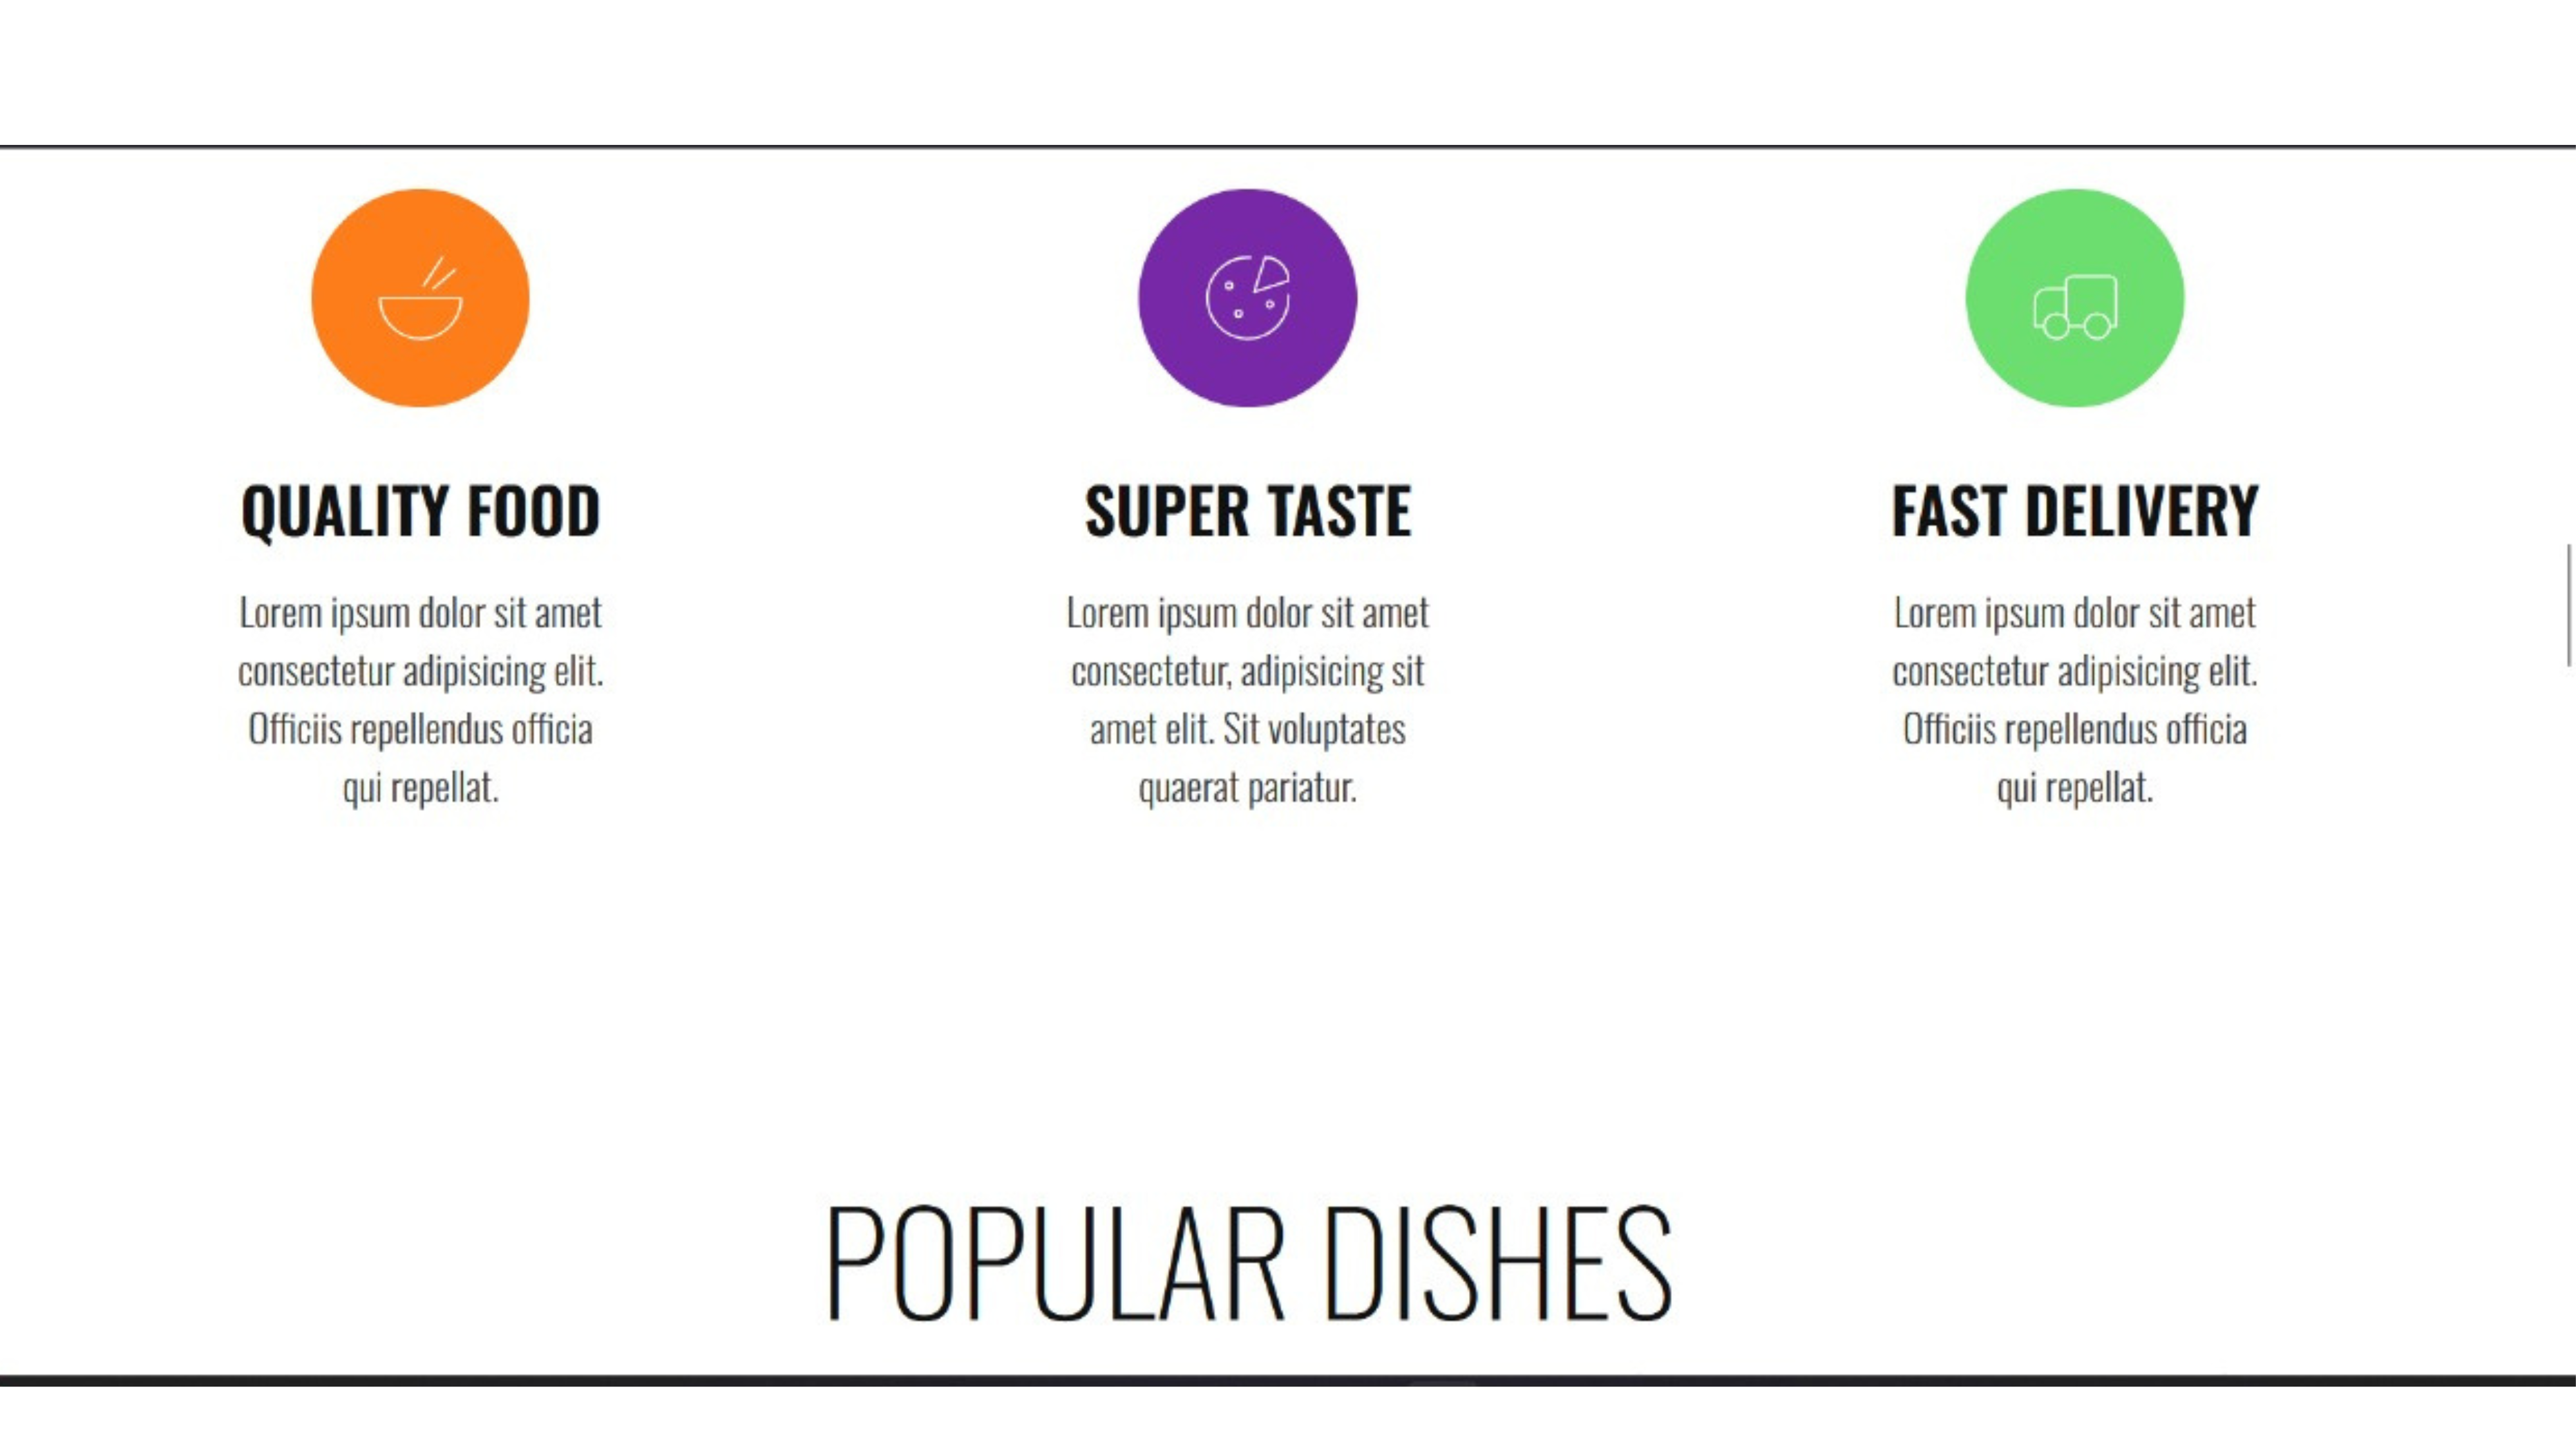 QUALITY FOOD
Lorem ipsum dolor sit amet
consectetur adipisicing elit.
Officiis repellendus officia
qui repellat.
SUPER TASTE
Lorem ipsum dolor sit amet
consectetur, adipisicing sit
amet elit. Sit voluptates
quaerat pariatur.
FAST DELIVERY
Lorem ipsum dolor sit amet
consectetur adipisicing elit.
Officiis repellendus officia
qui repellat.
POPULAR DISHES